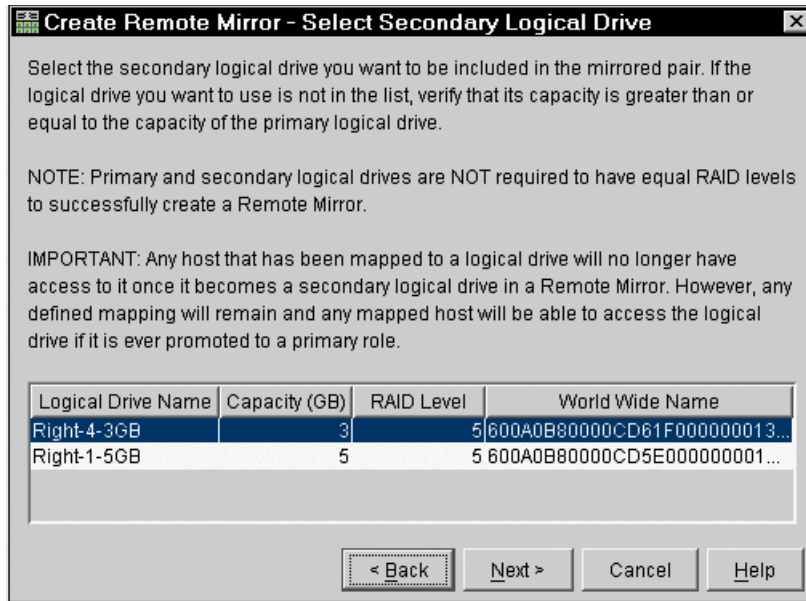 Create Remote Mirror - Select Secondary Logical Drive
Select the secondary logical drive you want to be included in the mirrored pair. If the
logical drive you want to use is not in the list, verify that its capacity is greater than or
equal to the capacity of the primary logical drive.
NOTE: Primary and secondary logical drives are NOT required to have equal RAID levels
to successfully create a Remote Mirror.
IMPORTANT: Any host that has been mapped to a logical drive will no longer have
access to it once it becomes a secondary logical drive in a Remote Mirror. However, any
defined mapping will remain and any mapped host will be able to access the logical
drive if it is ever promoted to a primary role.
Logical Drive Name Capacity (GB) RAID Level World Wide Name
Right-4-3GB 3 5 600A0B80000CD61F000000013...
Right-1-5GB 5 5 600A0B80000CD5E000000001...
< Back Next > Cancel Help